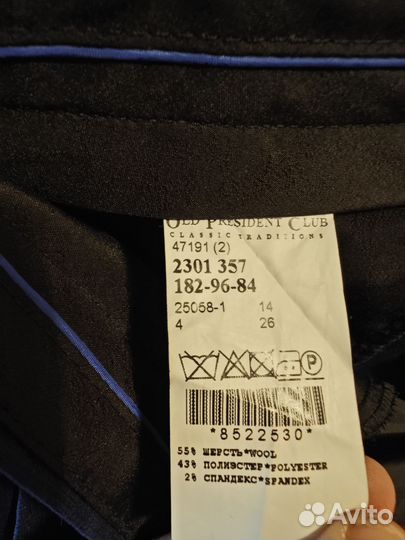 OLD PRESIDENT CLUB
CLASSIC TRADITIONS
47191 (2)
2301 357
182-96-84
25058-1 14
4 26
P
*8522530*
55% ШЕРСТЬ*WOOL
43% ПОЛИЭСТЕР*POLYESTER
2% СПАНДЕКС*SPANDEX
Avito